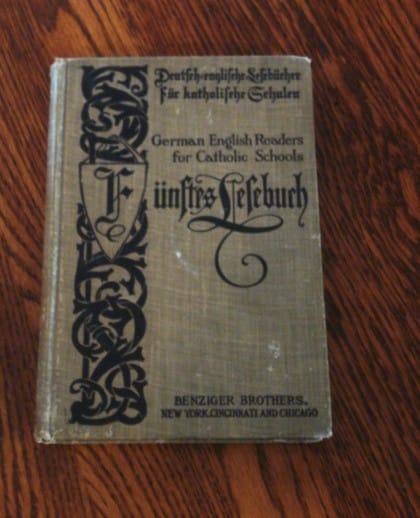 Deutsch-englische Lesebücher
Für katholische Schulen
German English Readers
for Catholic Schools
Fünftes Lesebuch
BENZIGER BROTHERS.
NEW YORK, CINCINNATI AND CHICAGO